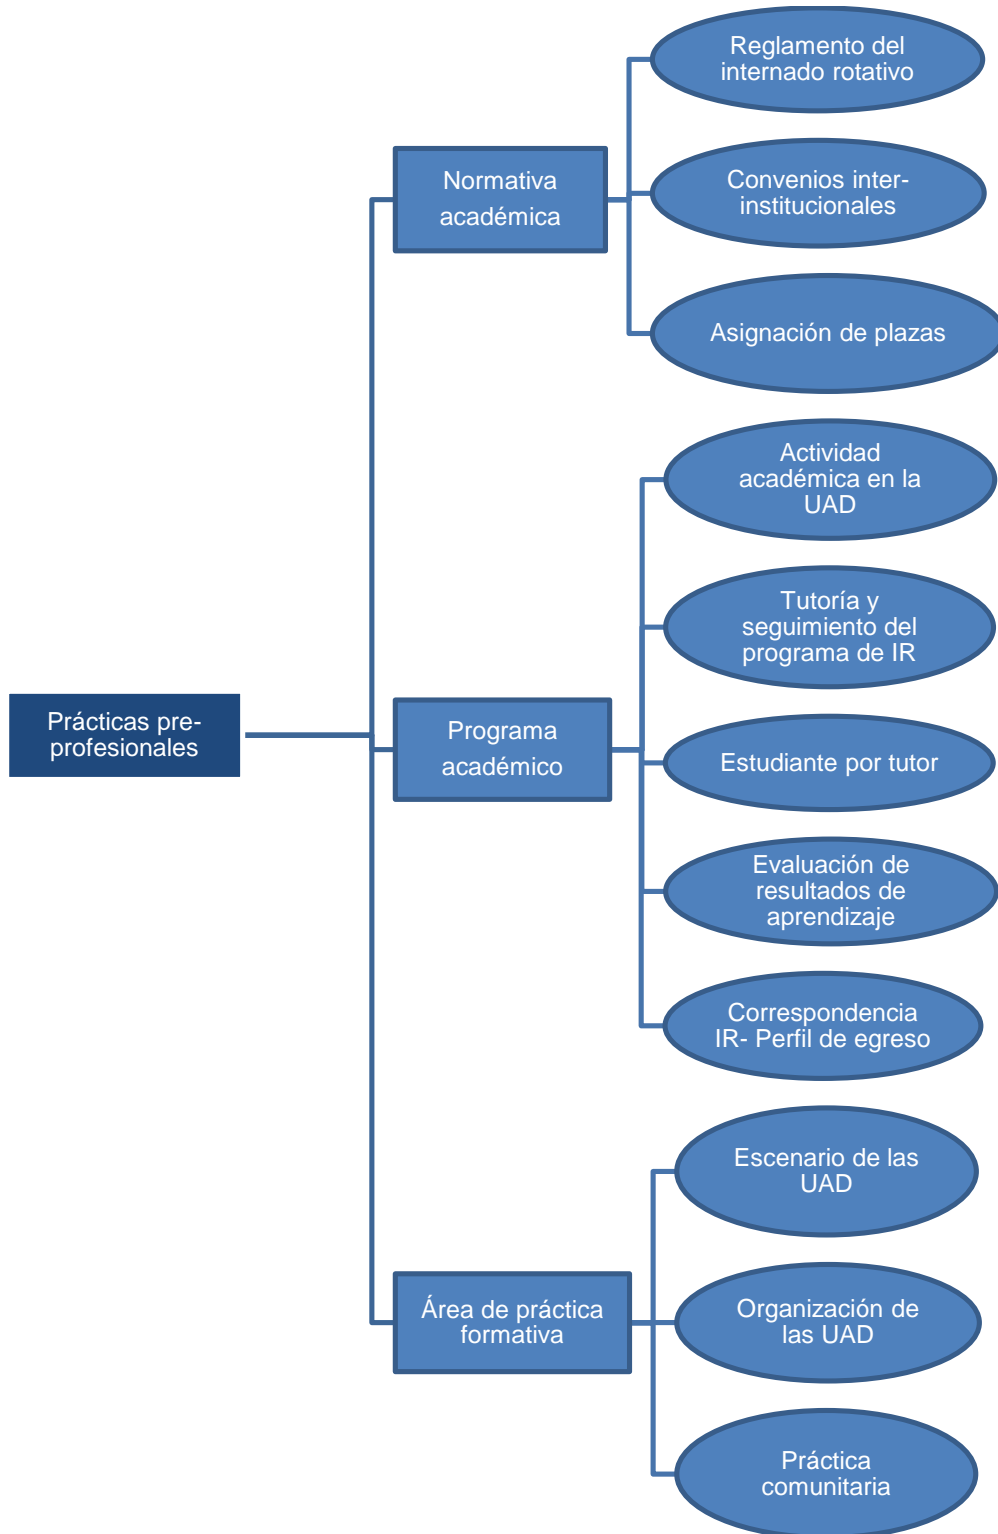 Reglamento del
internado rotativo
Normativa
académica
Convenios inter-
institucionales
Asignación de plazas
Actividad
académica en la
UAD
Tutoría y
seguimiento del
programa de IR
Prácticas pre-
profesionales
Programa
académico
Estudiante por tutor
Evaluación de
resultados de
aprendizaje
Correspondencia
IR- Perfil de egreso
Escenario de las
UAD
Área de práctica
formativa
Organización de
las UAD
Práctica
comunitaria